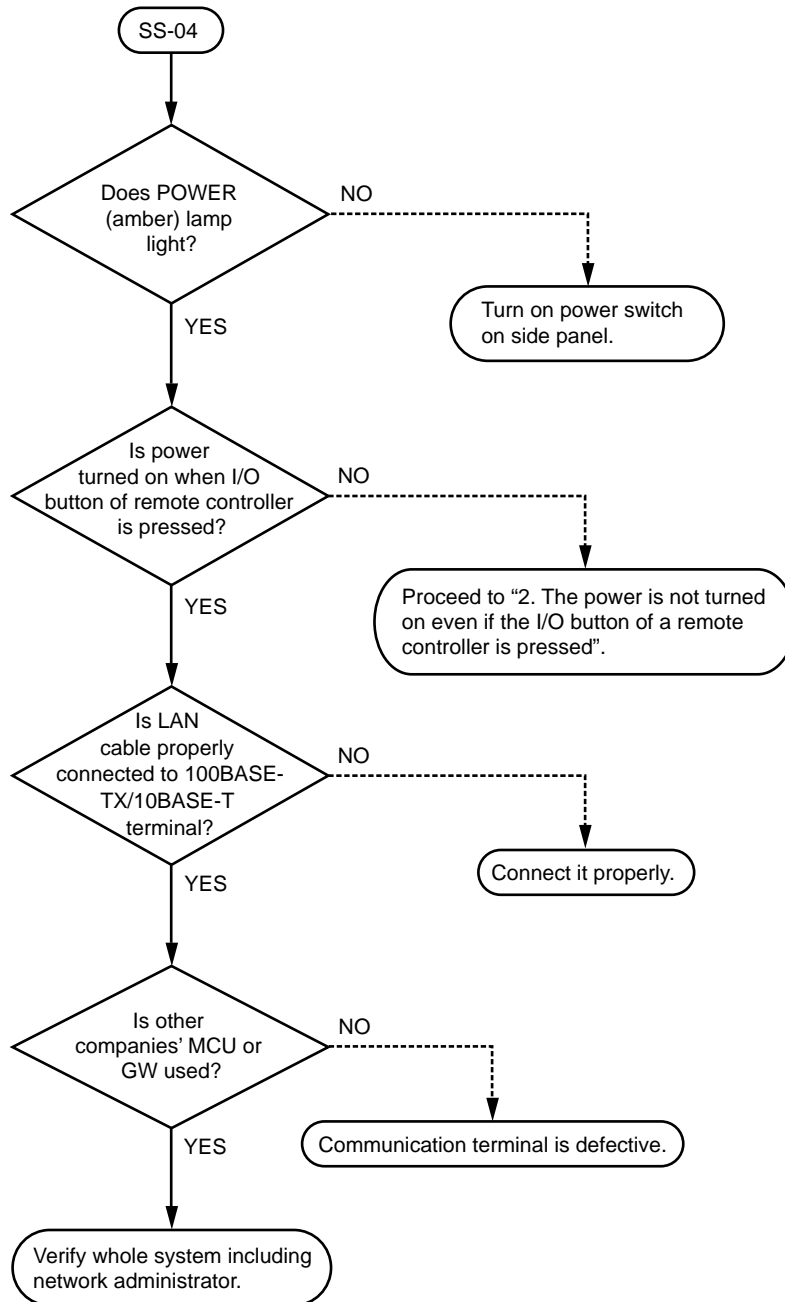 SS-04
Does POWER
(amber) lamp
light?
NO
Turn on power switch
on side panel.
YES
Is power
turned on when I/O
button of remote controller
is pressed?
NO
Proceed to “2. The power is not turned
on even if the I/O button of a remote
controller is pressed”.
YES
Is LAN
cable properly
connected to 100BASE-
TX/10BASE-T
terminal?
NO
Connect it properly.
YES
Is other
companies’ MCU or
GW used?
NO
Communication terminal is defective.
YES
Verify whole system including
network administrator.